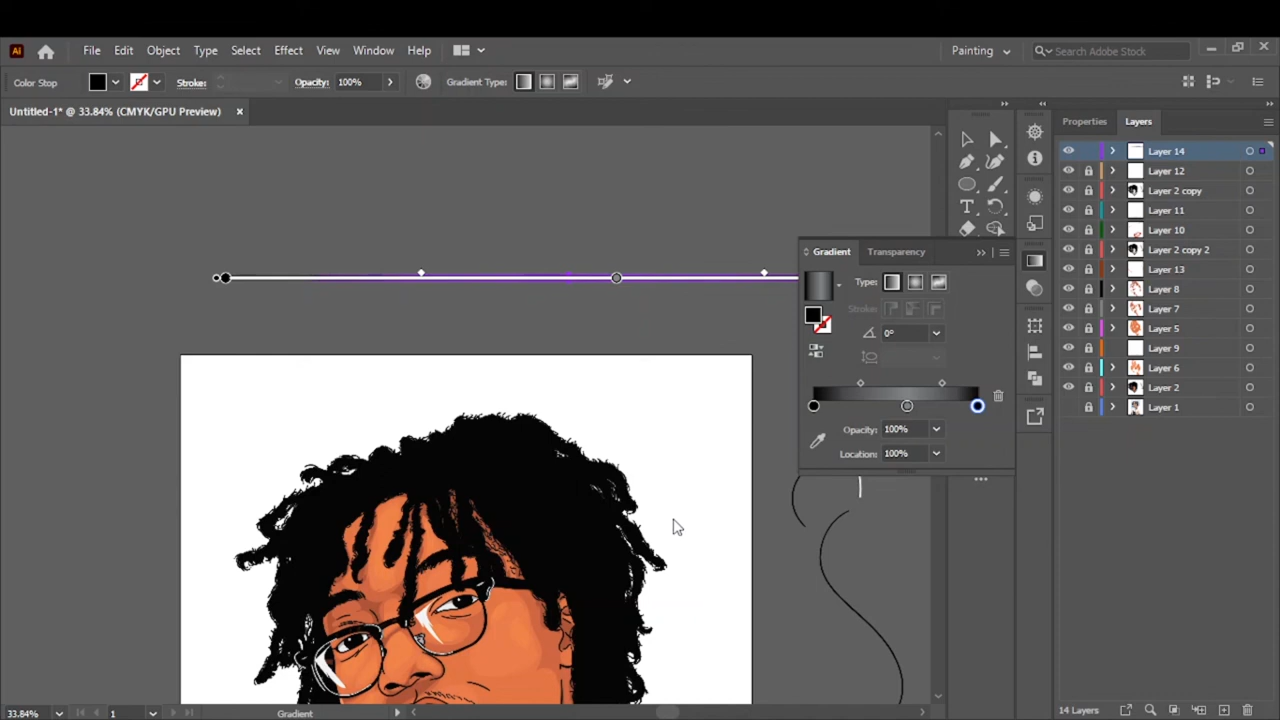 Ai File Edit Object Type Select Effect View Window Help Painting Search Adobe Stock
Color Stop Stroke: Opacity: 100% Gradient Type:
Untitled-1* @ 33.84% (CMYK/GPU Preview)
Properties Layers
Layer 14
Layer 12
Layer 2 copy
Layer 11
Layer 10
Layer 2 copy 2
Layer 13
Layer 8
Layer 7
Layer 5
Layer 9
Layer 6
Layer 2
Layer 1
Gradient Transparency
Type:
Stroke:
0°
Opacity: 100%
Location: 100%
33.84% 1 Gradient 14 Layers